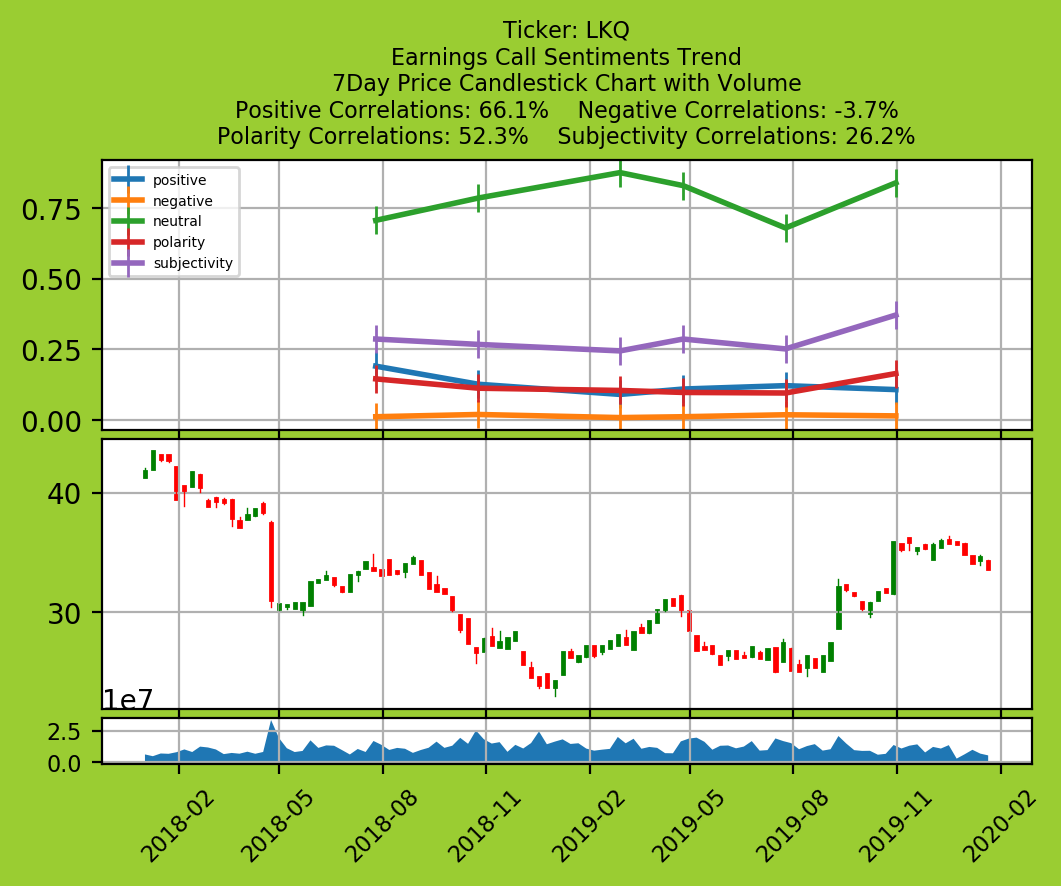 Ticker: LKQ
Earnings Call Sentiments Trend
7Day Price Candlestick Chart with Volume
Positive Correlations: 66.1%    Negative Correlations: -3.7%
Polarity Correlations: 52.3%    Subjectivity Correlations: 26.2%
positive
negative
neutral
polarity
subjectivity
0.75
0.50
0.25
0.00
40
30
1e7
2.5
0.0
2018-02 2018-05 2018-08 2018-11 2019-02 2019-05 2019-08 2019-11 2020-02